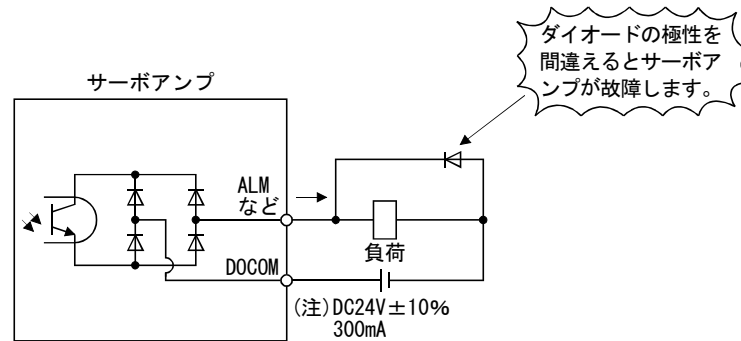 ダイオードの極性を
間違えるとサーボア
ンプが故障します。
サーボアンプ
ALM
など
負荷
DOCOM
(注)DC24V±10%
300mA